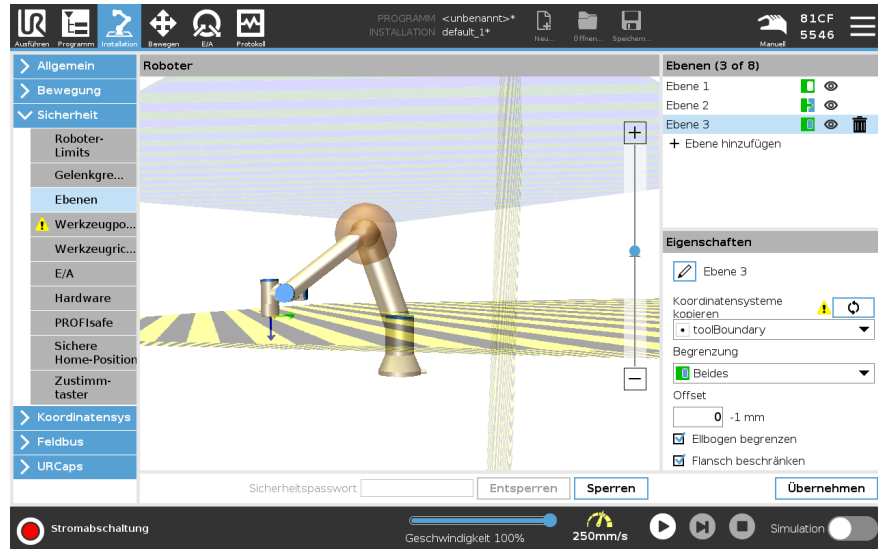 PROGRAMM <unbenannt>*
INSTALLATION default_1*
Ausführen
Programm
Installation
Bewegen
E/A
Protokoll
Neu...
Öffnen...
Speichern...
Manuell
81CF
5546
Allgemein
Bewegung
Sicherheit
Roboter-
Limits
Gelenkgre...
Ebenen
Werkzeugpo...
Werkzeugric...
E/A
Hardware
PROFIsafe
Sichere
Home-Position
Zustimm-
taster
Koordinatensys
Feldbus
URCaps
Roboter
Ebenen (3 of 8)
Ebene 1
Ebene 2
Ebene 3
Ebene hinzufügen
Eigenschaften
Ebene 3
Koordinatensysteme
kopieren
toolBoundary
Begrenzung
Beides
Offset
0 -1 mm
Ellbogen begrenzen
Flansch beschränken
Sicherheitspasswort
Entsperren
Sperren
Übernehmen
Stromabschaltung
Geschwindigkeit 100%
250mm/s
Simulation